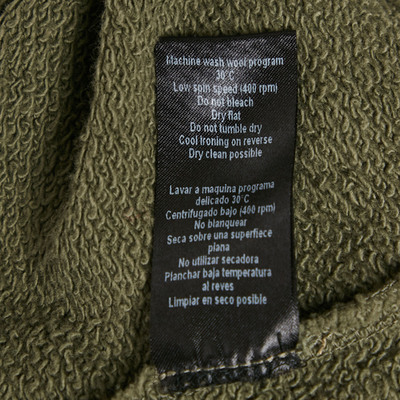 Machine wash wool program
30°C
Low spin speed (400 rpm)
Do not bleach
Dry flat
Do not tumble dry
Cool Ironing on reverse
Dry clean possible
Lavar a maquina programa
delicado 30°C
Centrifugado bajo (400 rpm)
No blanquear
Seca sobre una superfiece
plana
No utilizar secadora
Planchar baja temperatura
al reves
Limpiar en seco posible